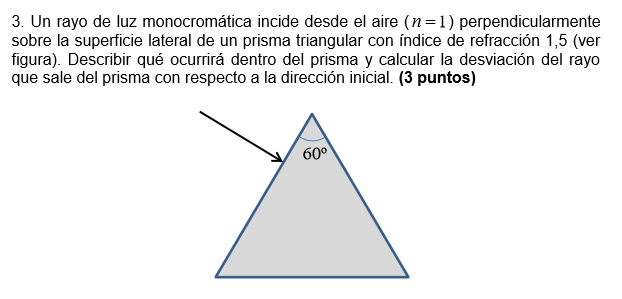 3. Un rayo de luz monocromática incide desde el aire (n=1) perpendicularmente
sobre la superficie lateral de un prisma triangular con índice de refracción 1,5 (ver
figura). Describir qué ocurrirá dentro del prisma y calcular la desviación del rayo
que sale del prisma con respecto a la dirección inicial. (3 puntos)
60º